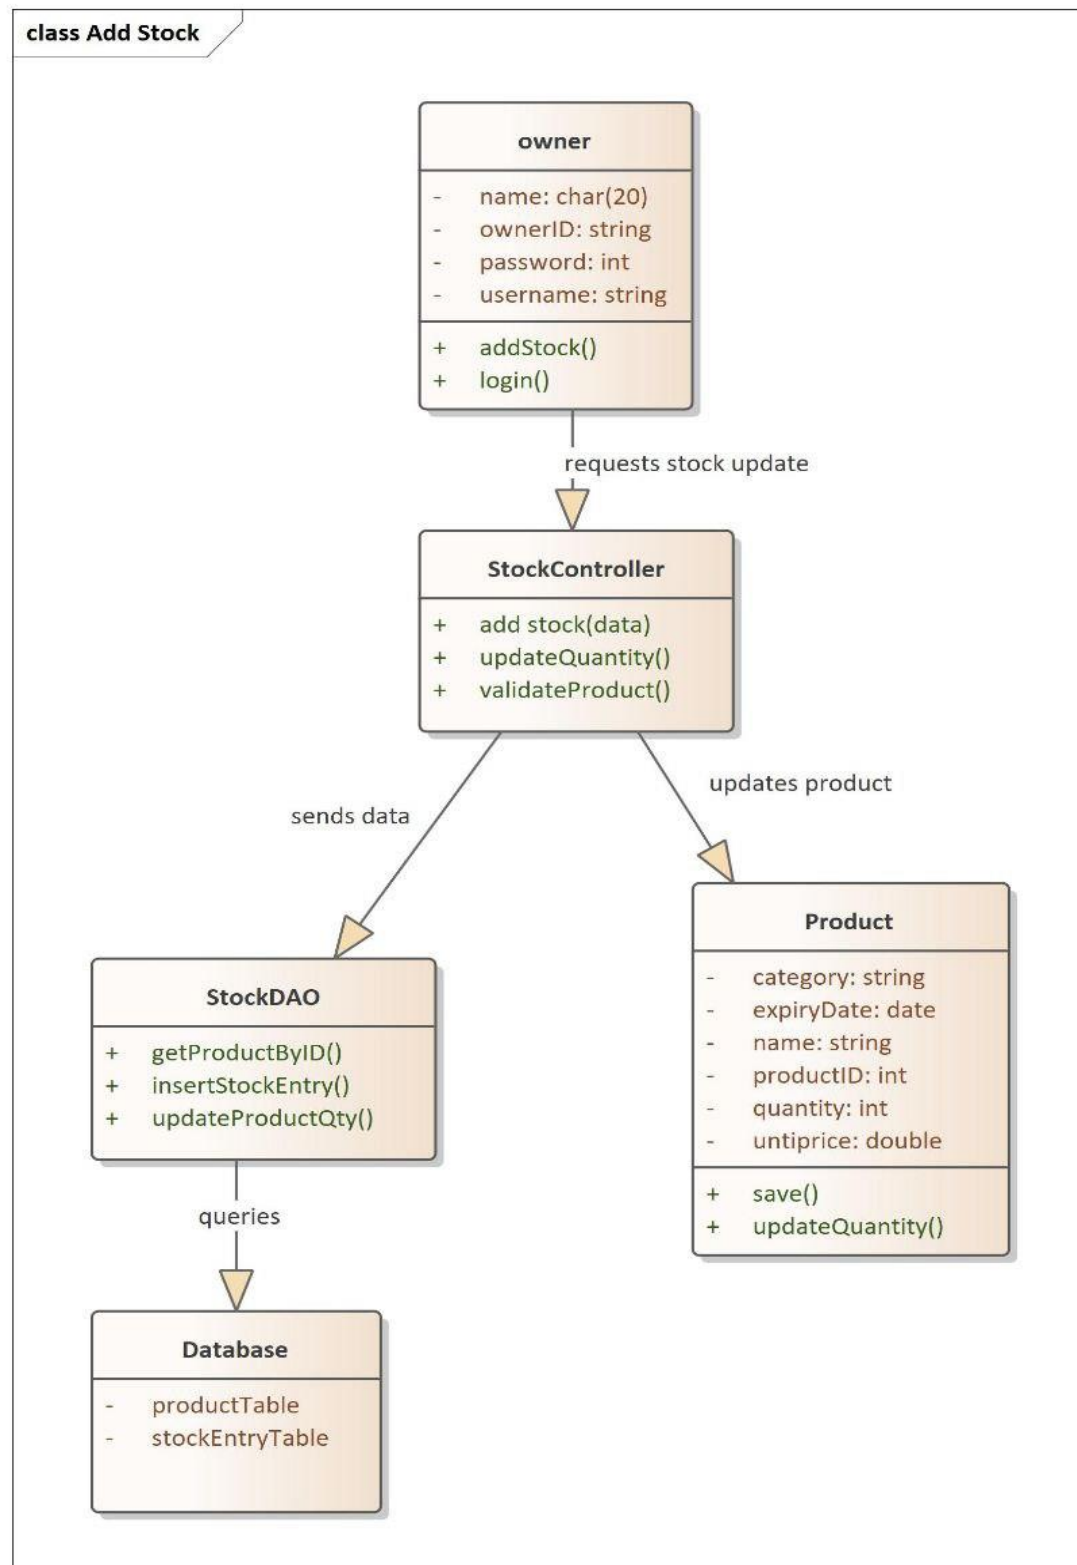 class Add Stock
owner
- name: char(20)
- ownerID: string
- password: int
- username: string
+ addStock()
+ login()
requests stock update
StockController
+ add stock(data)
+ updateQuantity()
+ validateProduct()
updates product
sends data
Product
- category: string
- expiryDate: date
- name: string
- productID: int
- quantity: int
- untiprice: double
+ save()
+ updateQuantity()
StockDAO
+ getProductByID()
+ insertStockEntry()
+ updateProductQty()
queries
Database
- productTable
- stockEntryTable